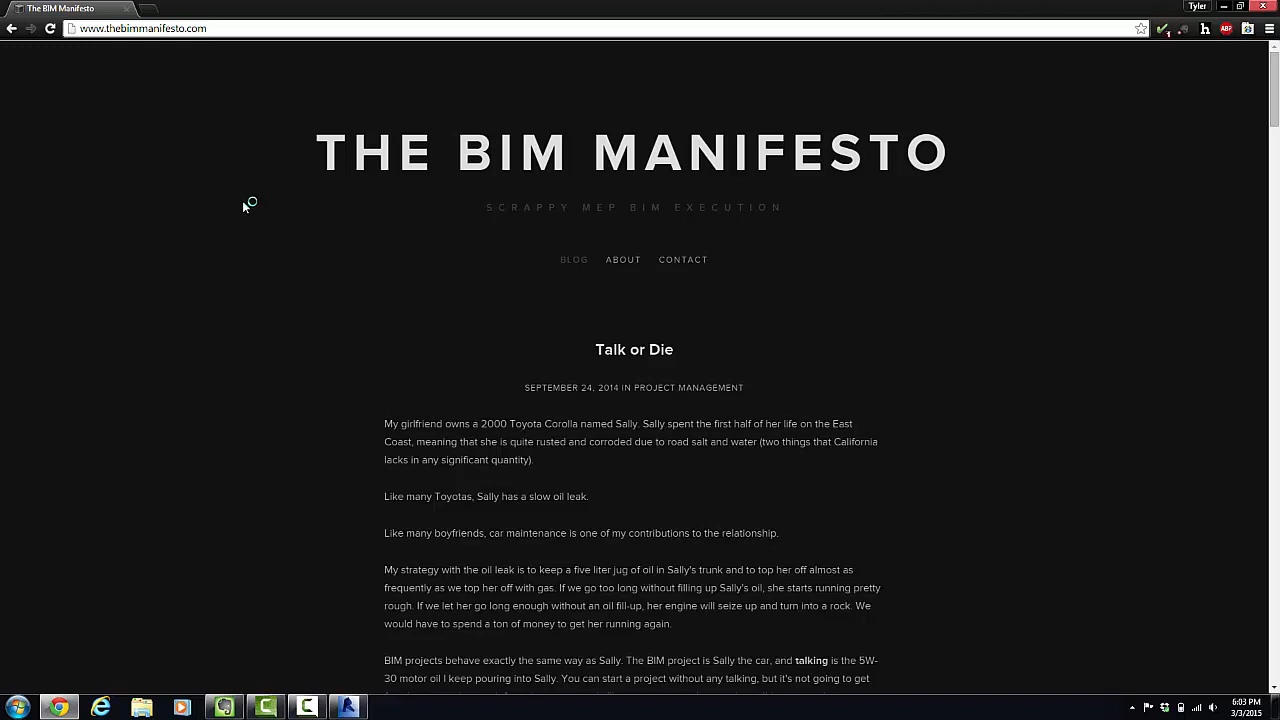 The BIM Manifesto
Tyler
www.thebimmanifesto.com
THE BIM MANIFESTO
SCRAPPY MEP BIM EXECUTION
BLOG ABOUT CONTACT
Talk or Die
SEPTEMBER 24, 2014 IN PROJECT MANAGEMENT
My girlfriend owns a 2000 Toyota Corolla named Sally. Sally spent the first half of her life on the East
Coast, meaning that she is quite rusted and corroded due to road salt and water (two things that California
lacks in any significant quantity).
Like many Toyotas, Sally has a slow oil leak.
Like many boyfriends, car maintenance is one of my contributions to the relationship.
My strategy with the oil leak is to keep a five liter jug of oil in Sally's trunk and to top her off almost as
frequently as we top her off with gas. If we go too long without filling up Sally's oil, she starts running pretty
rough. If we let her go long enough without an oil fill-up, her engine will seize up and turn into a rock. We
would have to spend a ton of money to get her running again.
BIM projects behave exactly the same way as Sally. The BIM project is Sally the car, and talking is the 5W-
30 motor oil I keep pouring into Sally. You can start a project without any talking, but it's not going to get
6:03 PM
3/3/2015